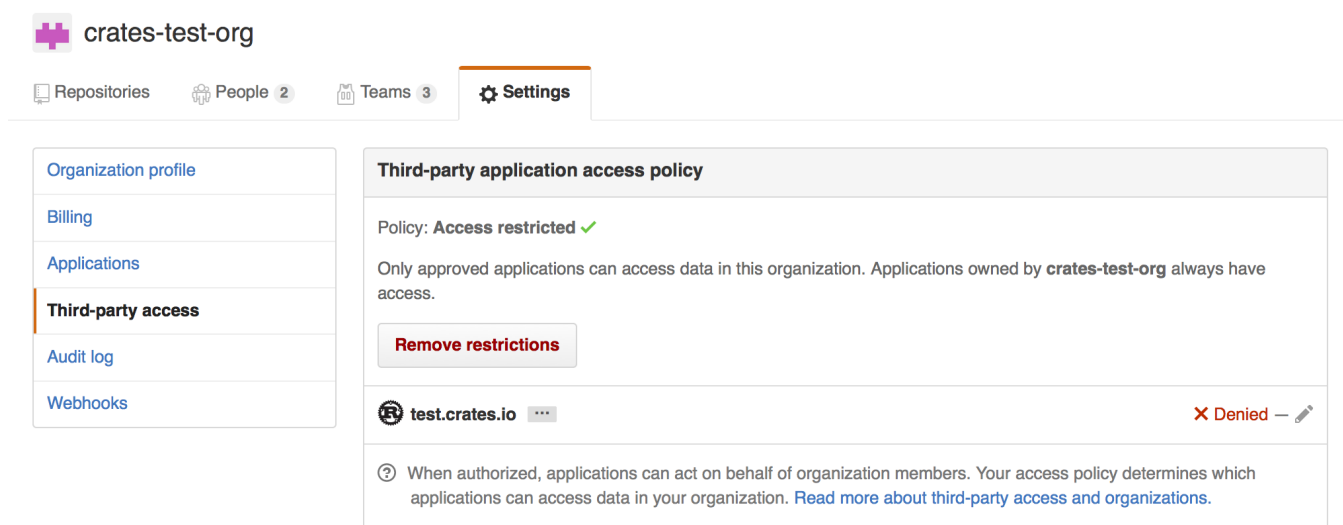 crates-test-org
Repositories People 2 Teams 3 Settings
Organization profile
Billing
Applications
Third-party access
Audit log
Webhooks
Third-party application access policy
Policy: Access restricted ✓
Only approved applications can access data in this organization. Applications owned by crates-test-org always have
access.
Remove restrictions
R test.crates.io ···
✕ Denied —
? When authorized, applications can act on behalf of organization members. Your access policy determines which
applications can access data in your organization. Read more about third-party access and organizations.